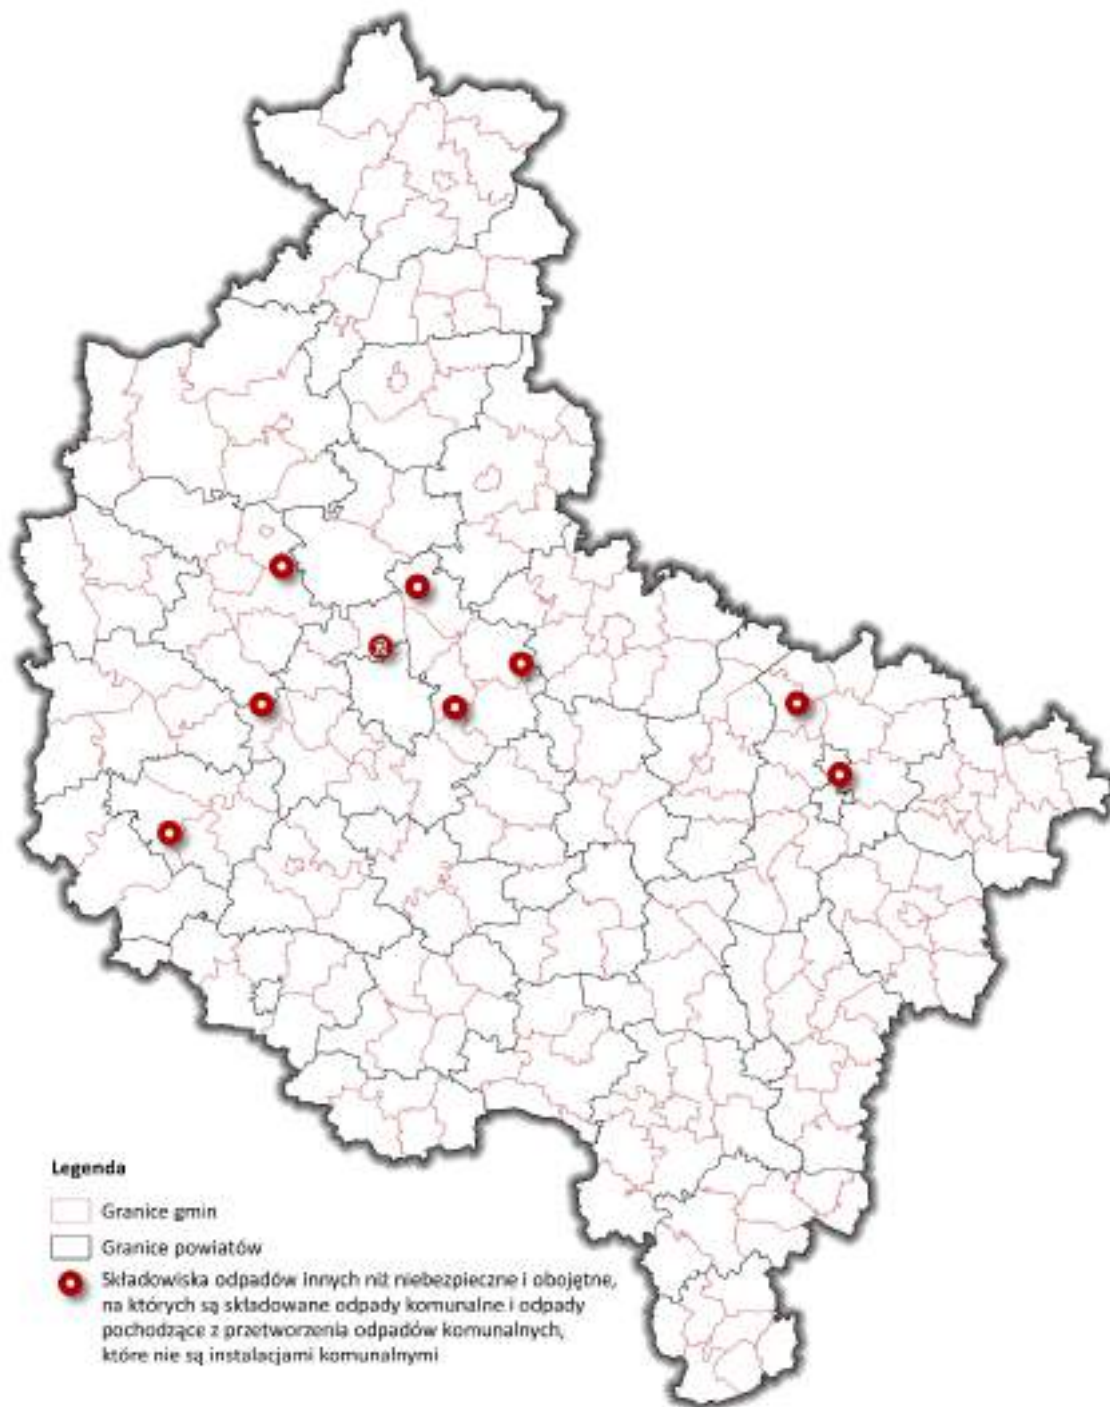 Legenda
Granice gmin
Granice powiatów
Składowiska odpadów innych niż niebezpieczne i obojętne,
na których są składowane odpady komunalne i odpady
pochodzące z przetworzenia odpadów komunalnych,
które nie są instalacjami komunalnymi